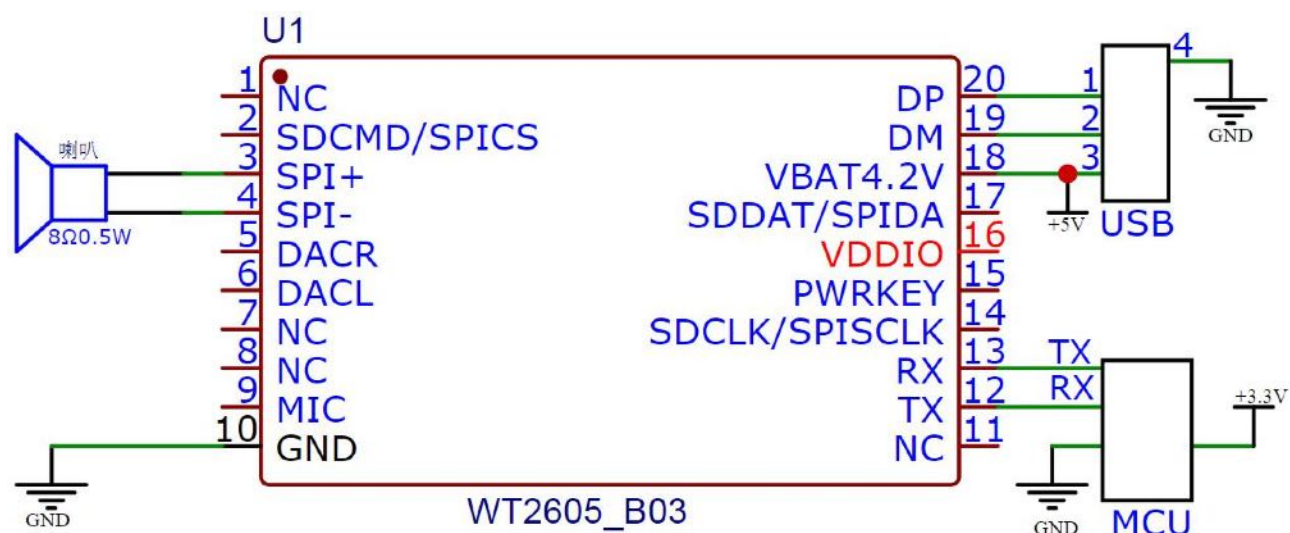 U1
1 NC
2 SDCMD/SPICS
3 SPI+
4 SPI-
5 DACR
6 DACL
7 NC
8 NC
9 MIC
10 GND
DP 20
DM 19
VBAT4.2V 18
SDDAT/SPIDA 17
VDDIO 16
PWRKEY 15
SDCLK/SPISCLK 14
RX 13
TX 12
NC 11
WT2605_B03
喇叭
8Ω0.5W
GND
1
2
3
4
USB
+5V
GND
TX
RX
MCU
+3.3V
GND